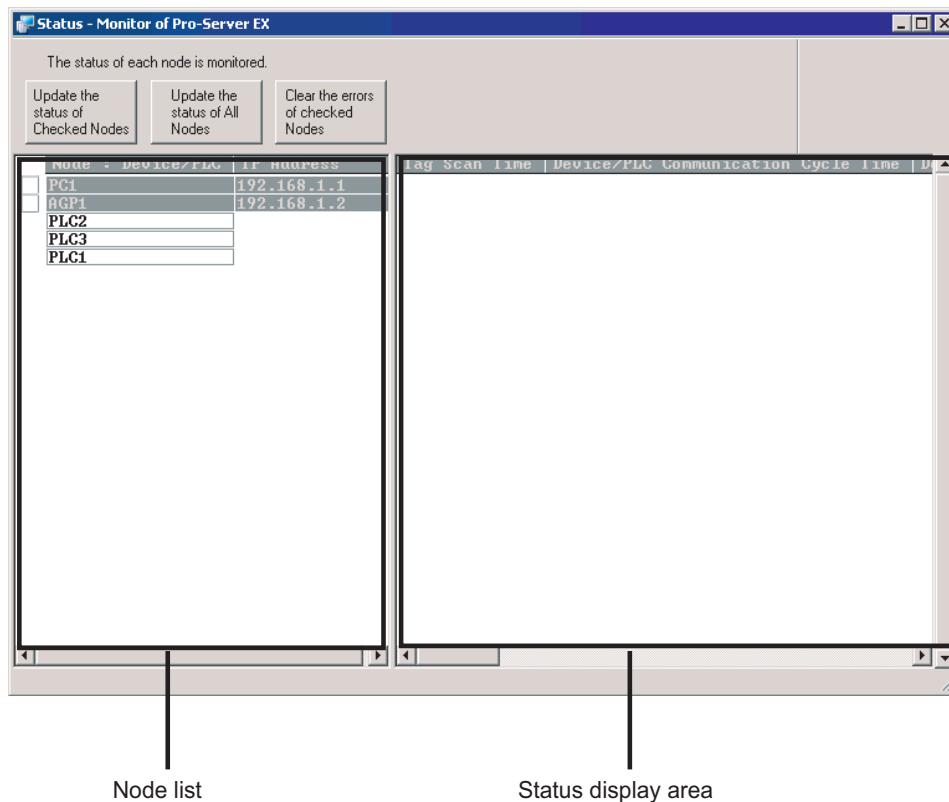 Status - Monitor of Pro-Server EX
The status of each node is monitored.
Update the
status of
Checked Nodes
Update the
status of All
Nodes
Clear the errors
of checked
Nodes
Node : Device/PLC IP Address
PC1 192.168.1.1
AGP1 192.168.1.2
PLC2
PLC3
PLC1
Tag Scan Time Device/PLC Communication Cycle Time
Node list
Status display area